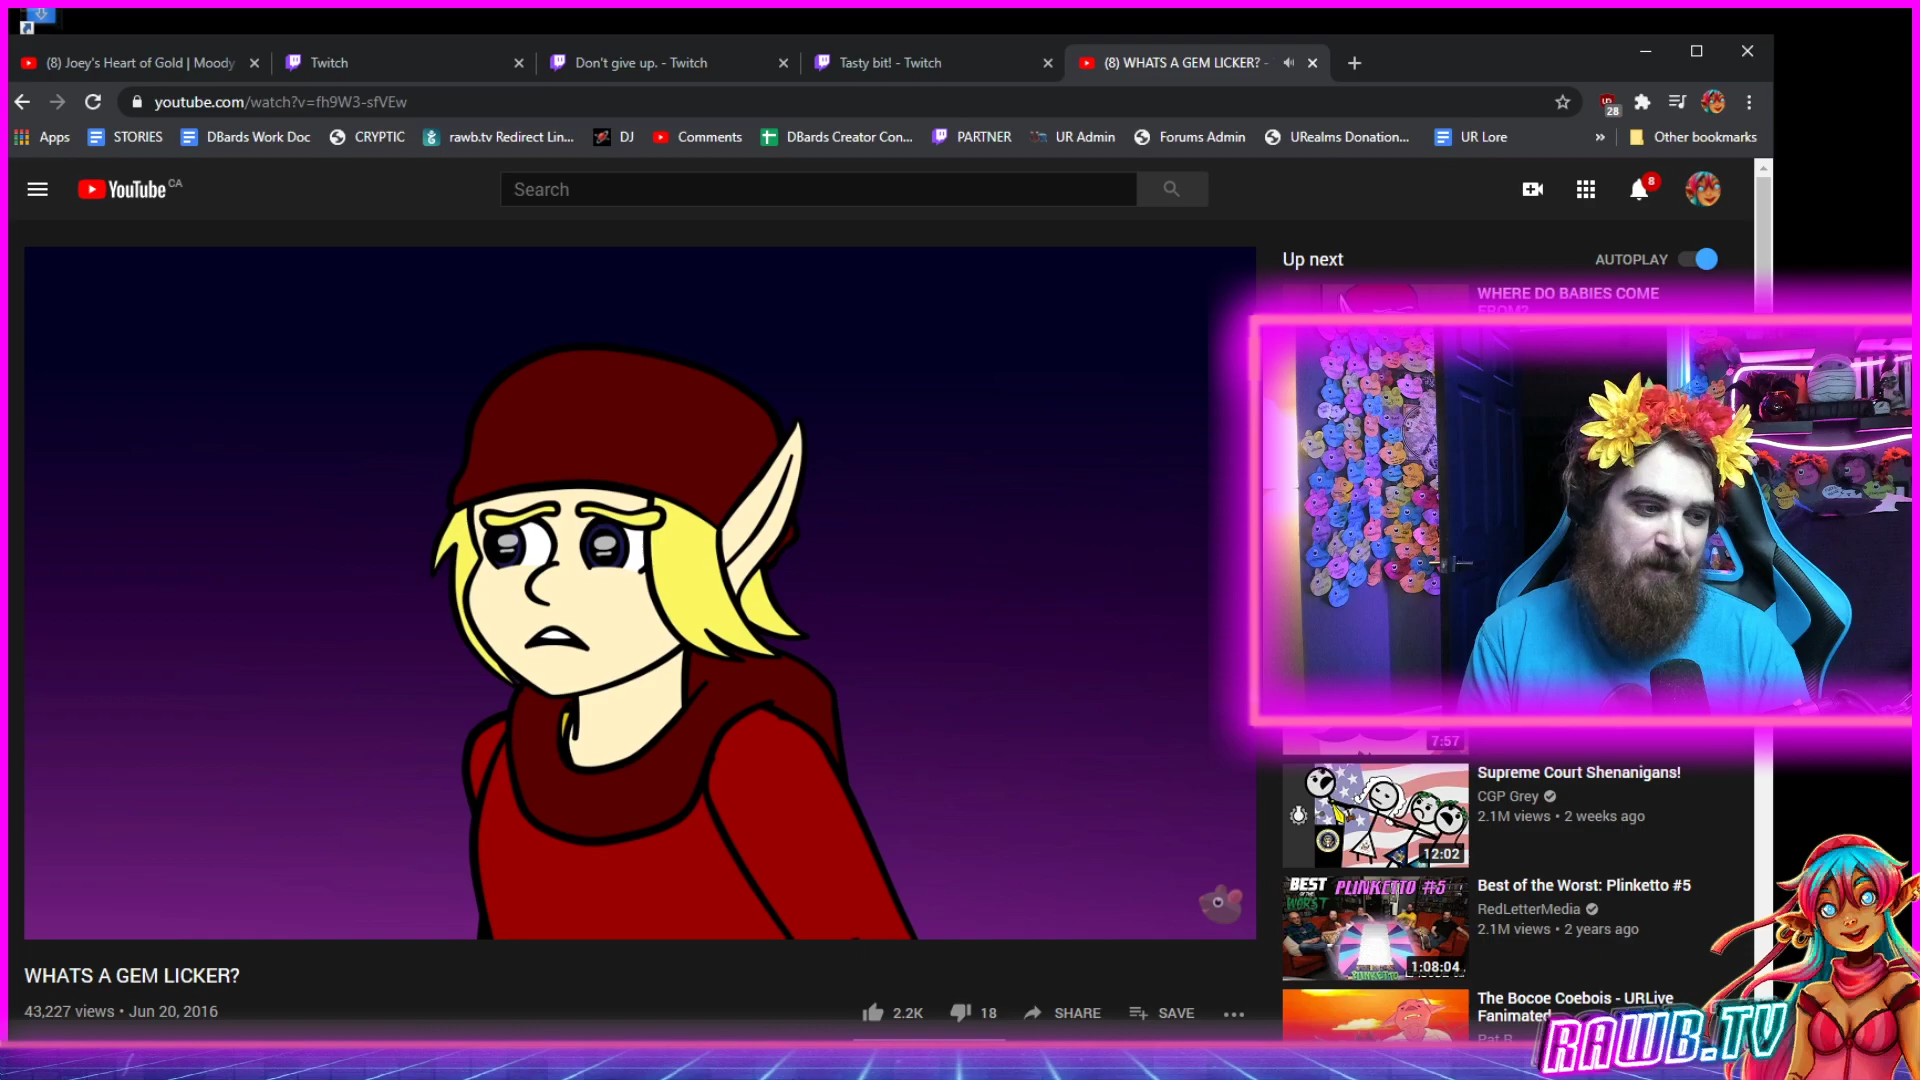 (8) Joey's Heart of Gold | Moody
Twitch
Don't give up. - Twitch
Tasty bit! - Twitch
(8) WHATS A GEM LICKER? -
youtube.com/watch?v=fh9W3-sfVEw
28
Apps
STORIES
DBards Work Doc
CRYPTIC
rawb.tv Redirect Lin...
DJ
Comments
DBards Creator Con...
PARTNER
UR Admin
Forums Admin
URealms Donation...
UR Lore
»
Other bookmarks
YouTube CA
Search
8
Up next
AUTOPLAY
WHERE DO BABIES COME
FROM?
7:57
Supreme Court Shenanigans!
CGP Grey
2.1M views • 2 weeks ago
12:02
BEST PLINKETTO #5
WORST
PLINKETTO
1:08:04
Best of the Worst: Plinketto #5
RedLetterMedia
2.1M views • 2 years ago
The Bocoe Coebois - URLive
Fanimated
WHATS A GEM LICKER?
43,227 views • Jun 20, 2016
2.2K
18
SHARE
SAVE
RAWB.TV